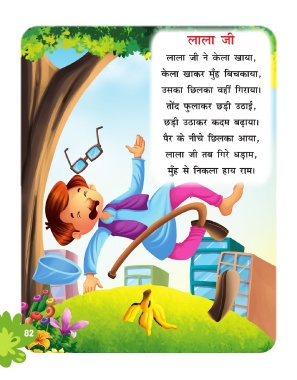 लाला जी
लाला जी ने केला खाया,
केला खाकर मुँह बिचकाया,
उसका छिलका वहीं गिराया।
तोंद फुलाकर छड़ी उठाई,
छड़ी उठाकर कदम बढ़ाया।
पैर के नीचे छिलका आया,
लाला जी तब गिरे धड़ाम,
मुँह से निकला हाय राम।
82